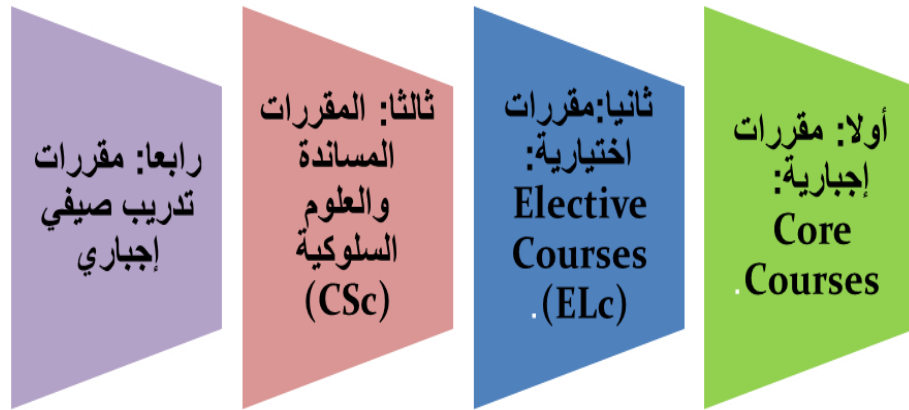 أولا: مقررات
إجبارية:
Core
Courses.
ثانيا:مقررات
اختيارية:
Elective
Courses
(ELc).
ثالثا: المقررات
المساندة
والعلوم
السلوكية
(CSc)
رابعا: مقررات
تدريب صيفي
إجباري